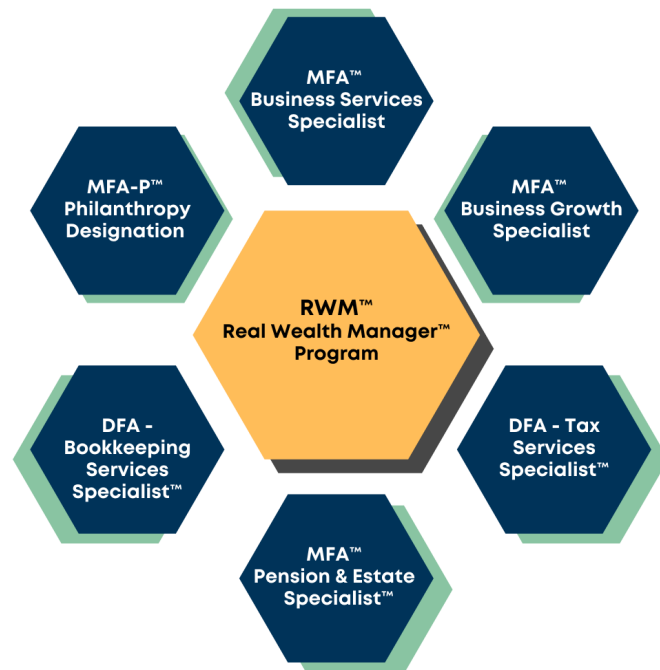 MFA™
Business Services
Specialist
MFA-P™
Philanthropy
Designation
MFA™
Business Growth
Specialist
RWM™
Real Wealth Manager™
Program
DFA -
Bookkeeping
Services
Specialist™
DFA - Tax
Services
Specialist™
MFA™
Pension & Estate
Specialist™